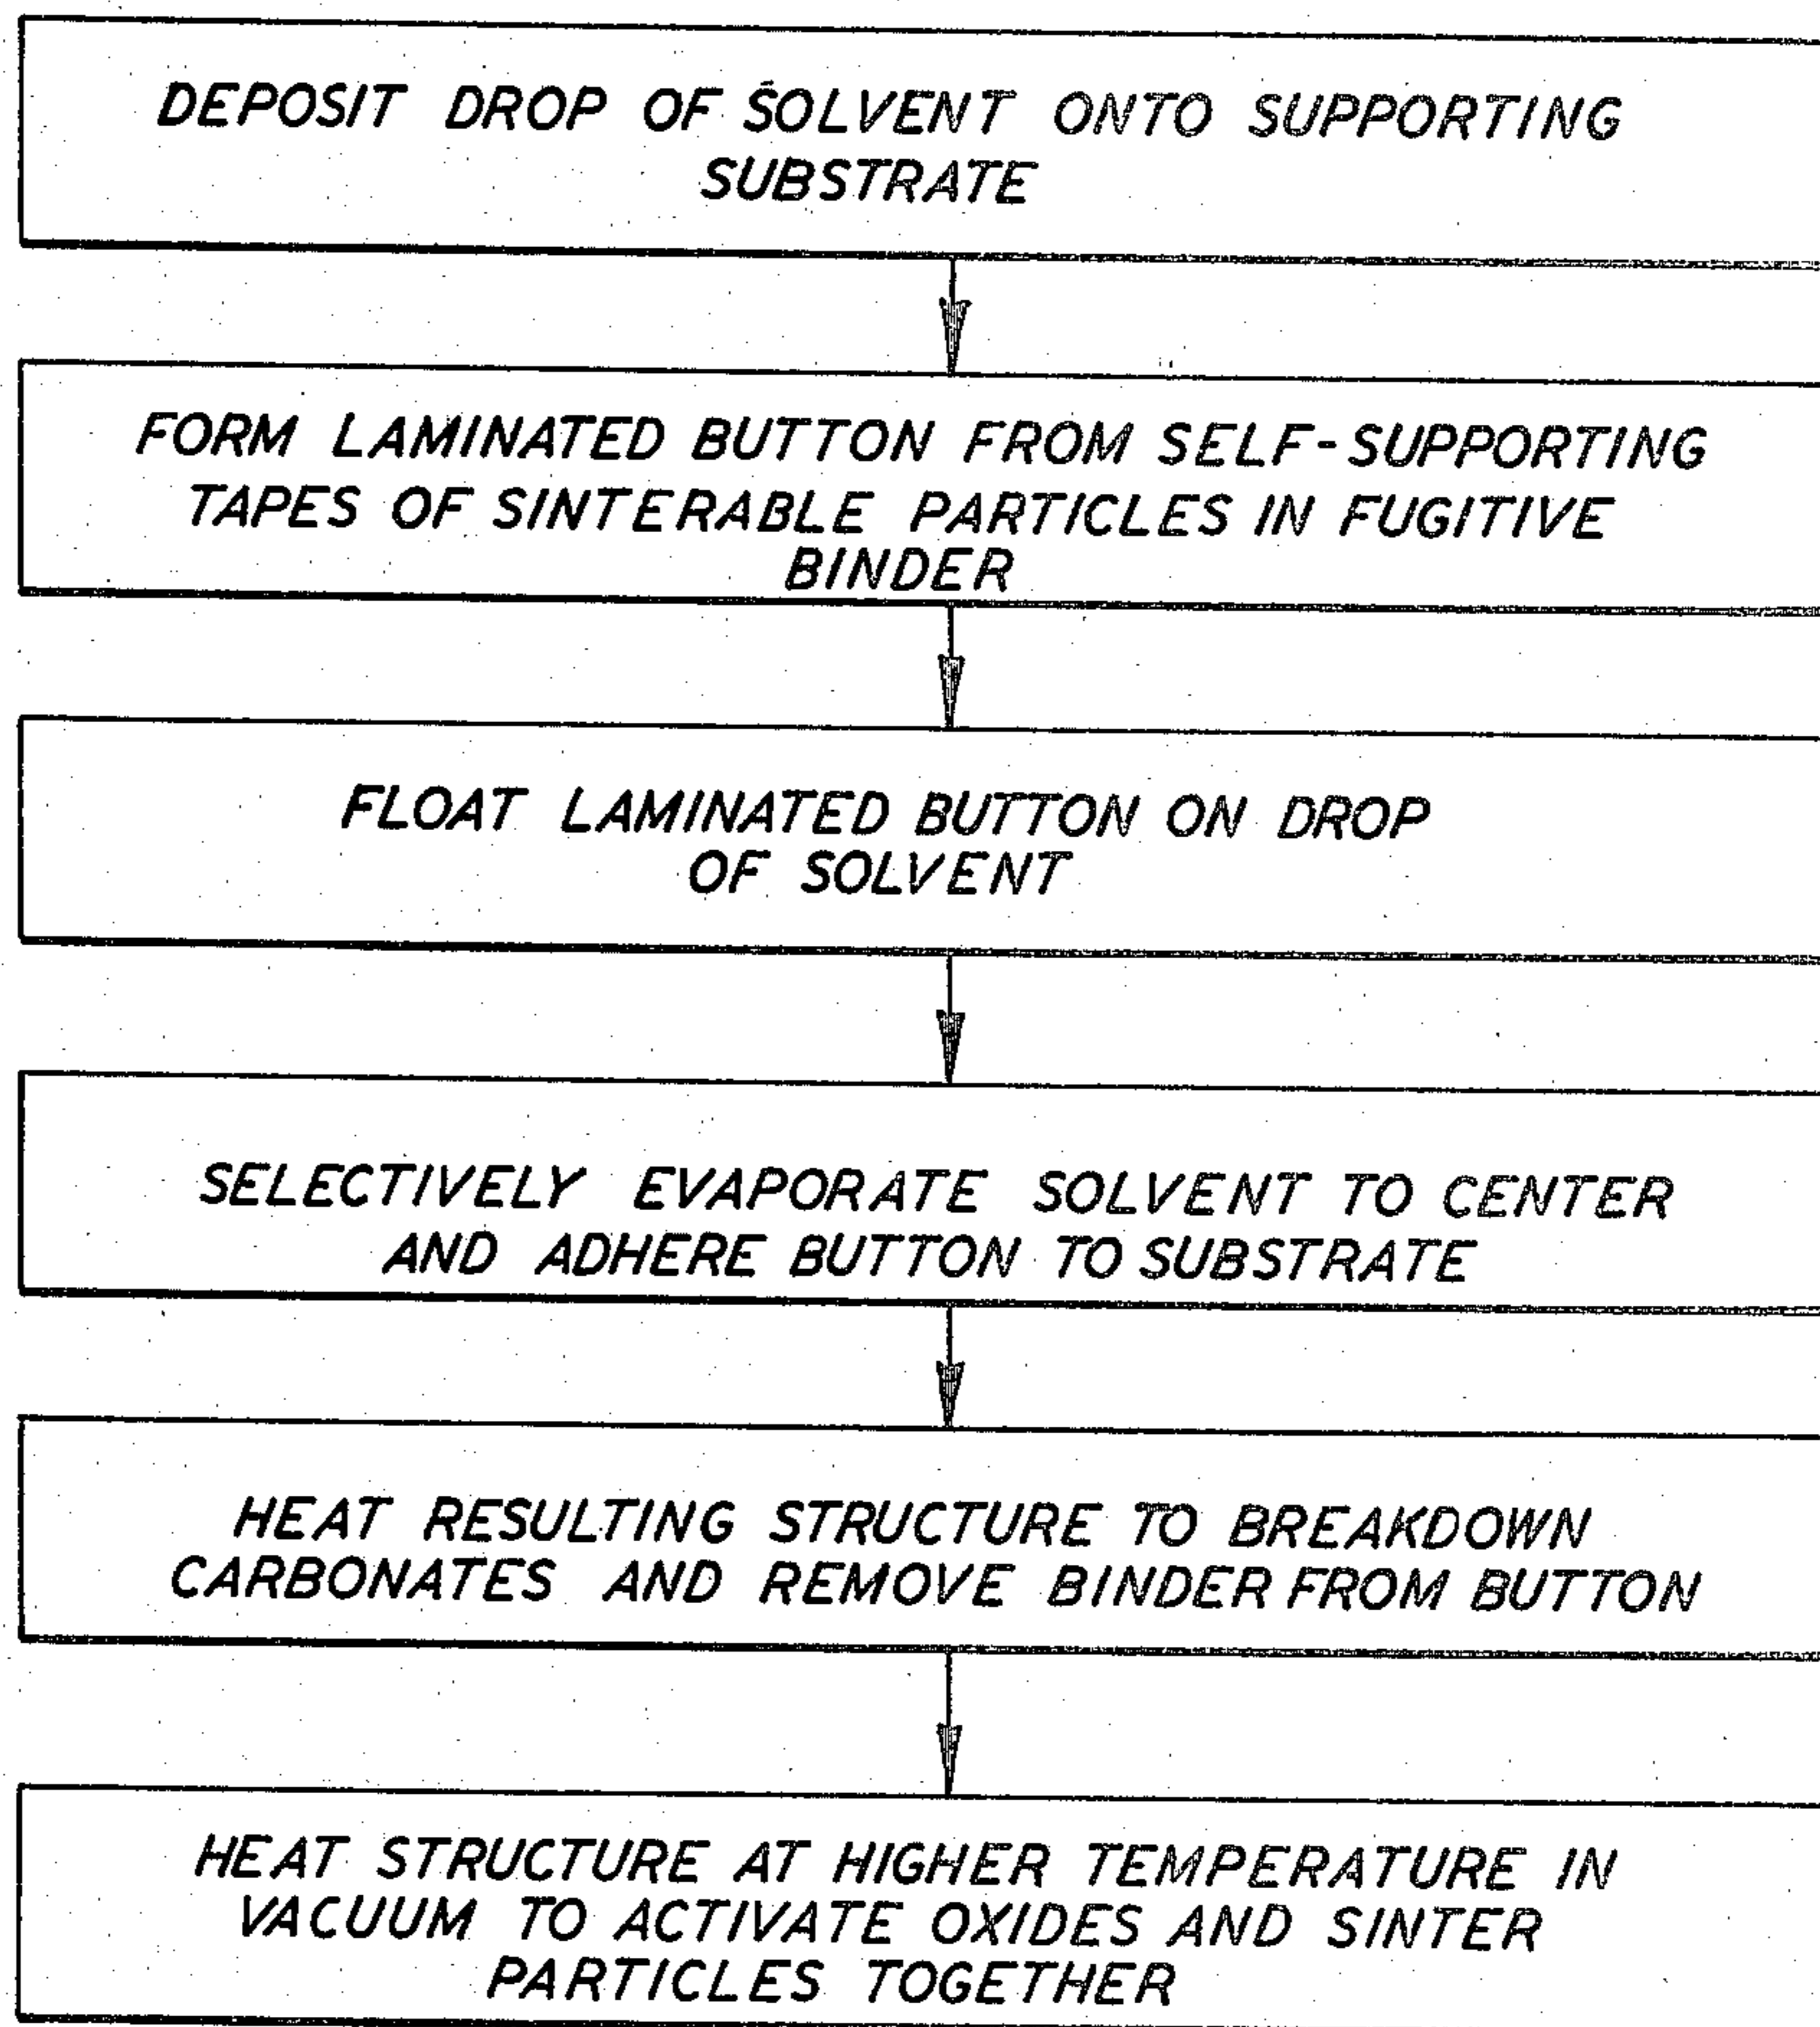 DEPOSIT DROP OF SOLVENT ONTO SUPPORTING
SUBSTRATE
FORM LAMINATED BUTTON FROM SELF-SUPPORTING
TAPES OF SINTERABLE PARTICLES IN FUGITIVE
BINDER
FLOAT LAMINATED BUTTON ON DROP
OF SOLVENT
SELECTIVELY EVAPORATE SOLVENT TO CENTER
AND ADHERE BUTTON TO SUBSTRATE
HEAT RESULTING STRUCTURE TO BREAKDOWN
CARBONATES AND REMOVE BINDER FROM BUTTON
HEAT STRUCTURE AT HIGHER TEMPERATURE IN
VACUUM TO ACTIVATE OXIDES AND SINTER
PARTICLES TOGETHER